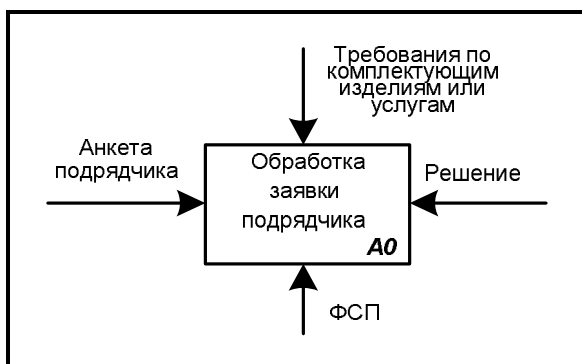 Требования по
комплектующим
изделиям или
услугам
Анкета
подрядчика
Обработка
заявки
подрядчика
A0
Решение
ФСП